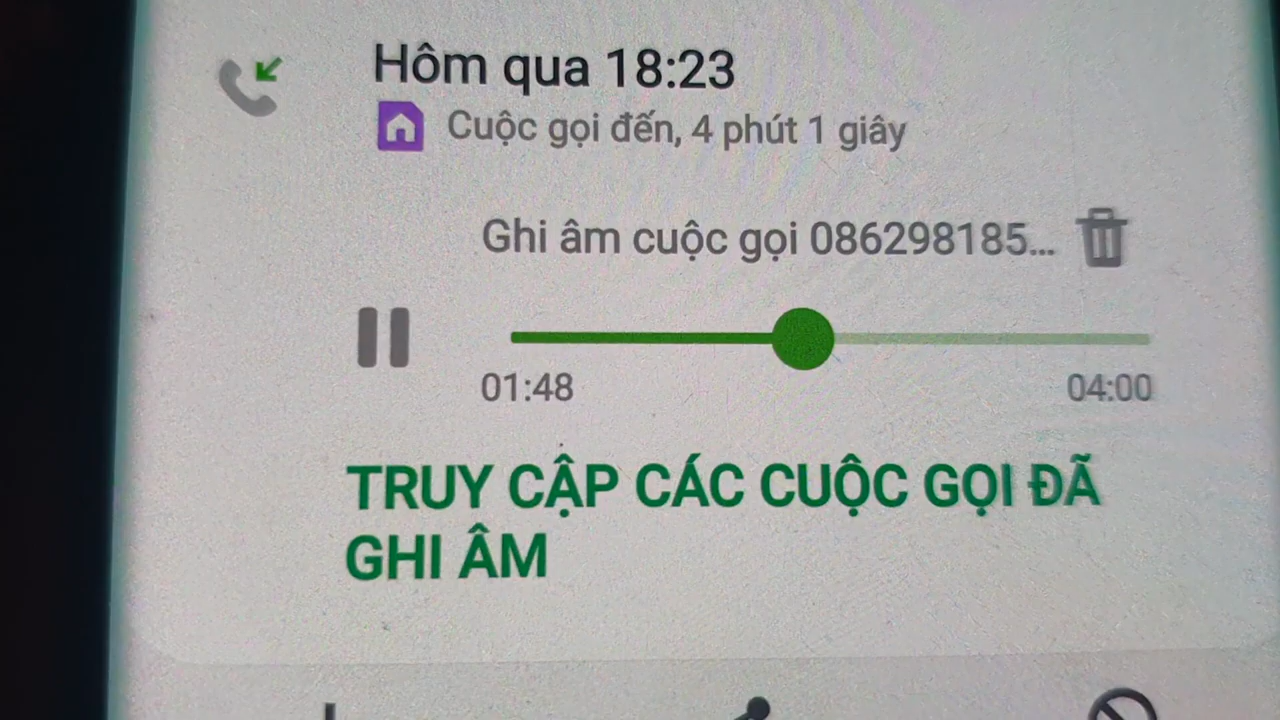 Hôm qua 18:23
Cuộc gọi đến, 4 phút 1 giây
Ghi âm cuộc gọi 086298185...
01:48
04:00
TRUY CẬP CÁC CUỘC GỌI ĐÃ
GHI ÂM